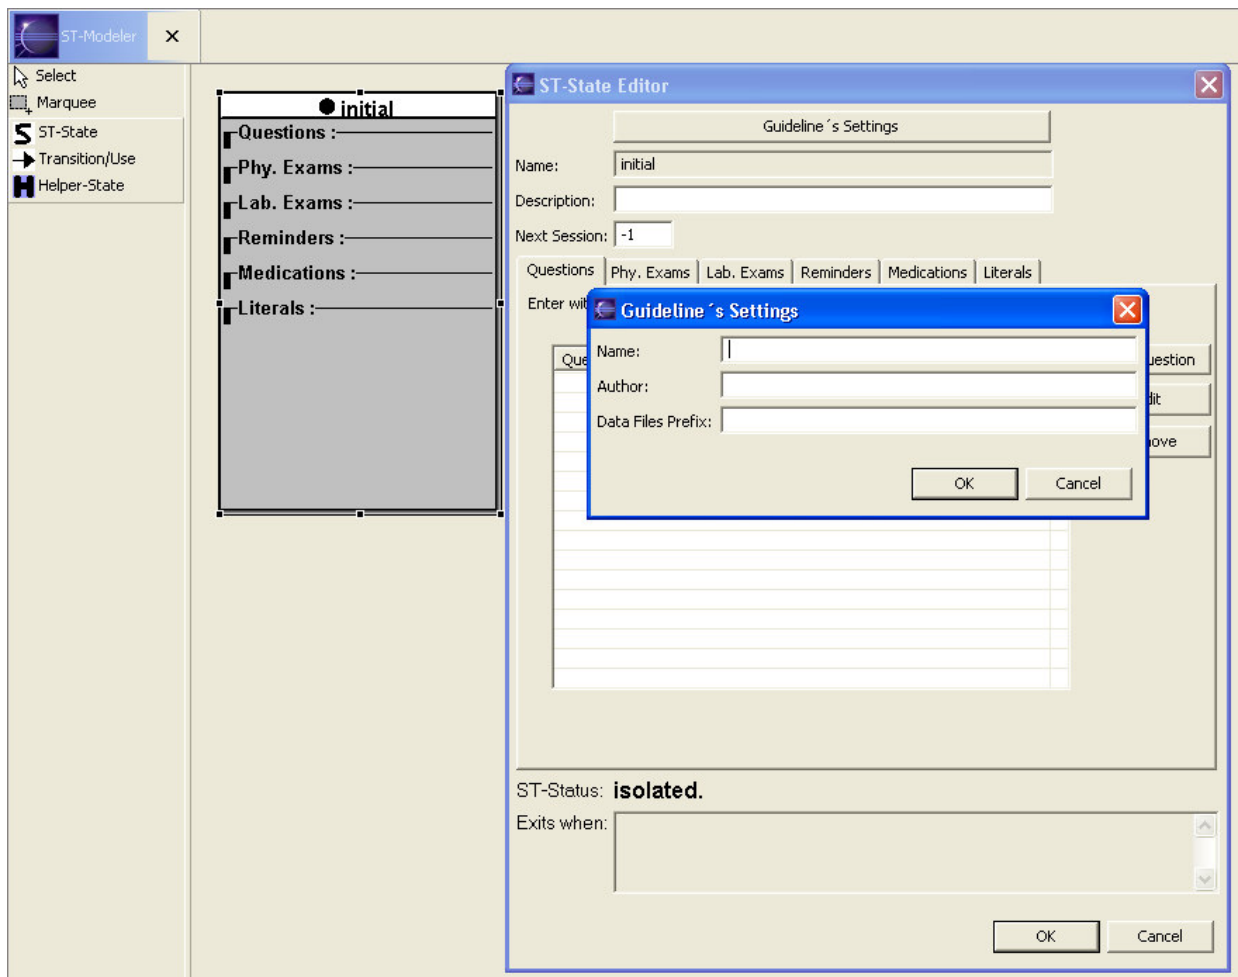 ST-Modeler
Select
Marquee
ST-State
Transition/Use
Helper-State
initial
Questions :
Phy. Exams :
Lab. Exams :
Reminders :
Medications :
Literals :
ST-State Editor
Guideline´s Settings
Name: initial
Description:
Next Session: -1
Questions Phy. Exams Lab. Exams Reminders Medications Literals
Enter
Guideline´s Settings
Name:
Author:
Data Files Prefix:
OK Cancel
ST-Status: isolated.
Exits when:
OK Cancel